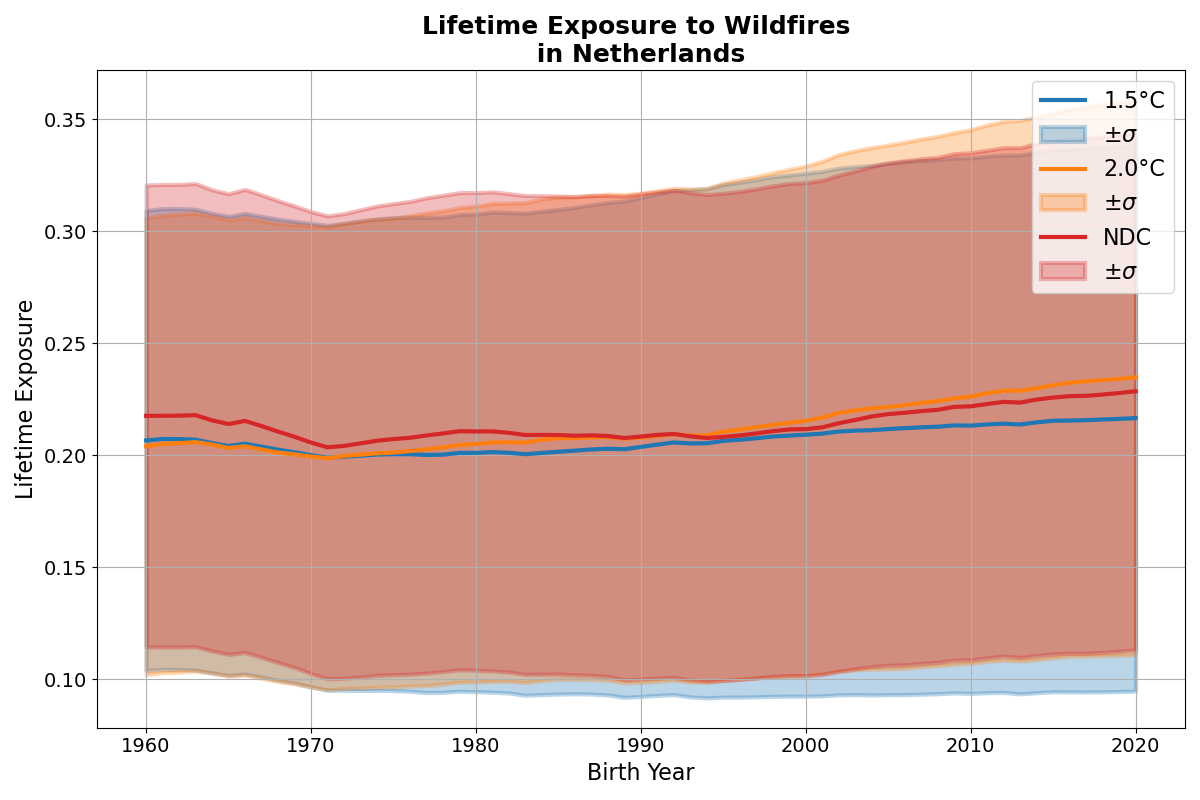 Lifetime Exposure to Wildfires
in Netherlands
Lifetime Exposure
0.35
0.30
0.25
0.20
0.15
0.10
1960
1970
1980
1990
2000
2010
2020
Birth Year
1.5°C
±σ
2.0°C
±σ
NDC
±σ